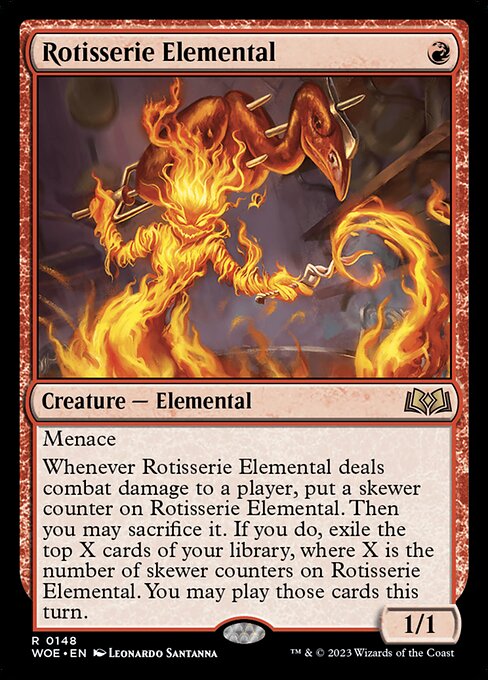 Rotisserie Elemental
Creature — Elemental
Menace
Whenever Rotisserie Elemental deals
combat damage to a player, put a skewer
counter on Rotisserie Elemental. Then
you may sacrifice it. If you do, exile the
top X cards of your library, where X is the
number of skewer counters on Rotisserie
Elemental. You may play those cards this
turn.
1/1
R 0148
WOE • EN Leonardo Santanna
™ & © 2023 Wizards of the Coast